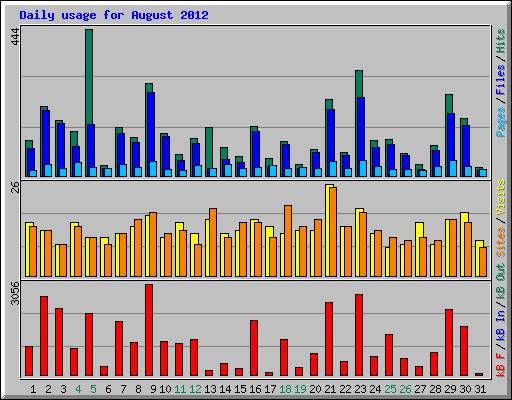 Daily usage for August 2012
444
26
3056
Pages / Files / Hits
Sites / Visits
kB F / kB In / kB Out
1 2 3 4 5 6 7 8 9 10 11 12 13 14 15 16 17 18 19 20 21 22 23 24 25 26 27 28 29 30 31